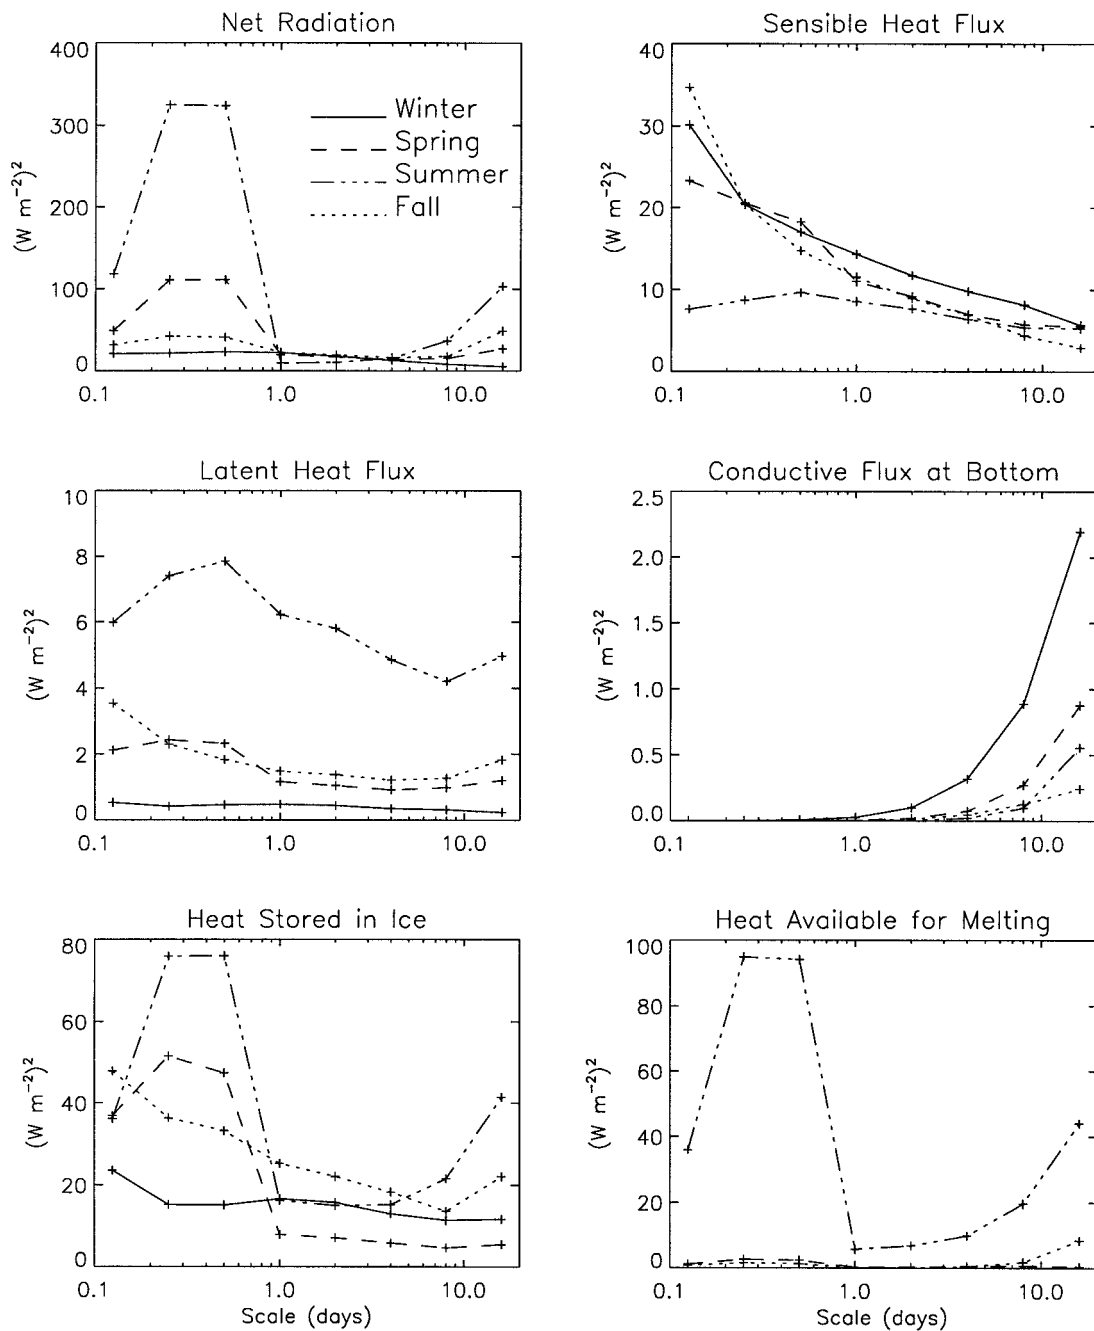 Net Radiation
400
300
200
100
0
(W m⁻²)²
0.1
1.0
10.0
Winter
Spring
Summer
Fall
Sensible Heat Flux
40
30
20
10
0
(W m⁻²)²
0.1
1.0
10.0
Latent Heat Flux
10
8
6
4
2
0
(W m⁻²)²
0.1
1.0
10.0
Conductive Flux at Bottom
2.5
2.0
1.5
1.0
0.5
0.0
(W m⁻²)²
0.1
1.0
10.0
Heat Stored in Ice
80
60
40
20
0
(W m⁻²)²
0.1
1.0
10.0
Scale (days)
Heat Available for Melting
100
80
60
40
20
0
(W m⁻²)²
0.1
1.0
10.0
Scale (days)